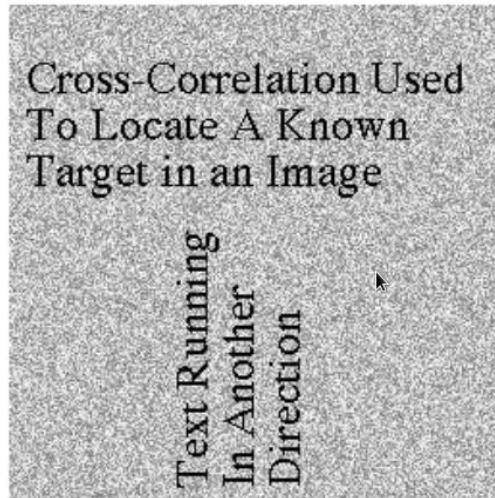 Cross-Correlation Used
To Locate A Known
Target in an Image
Text Running
In Another
Direction